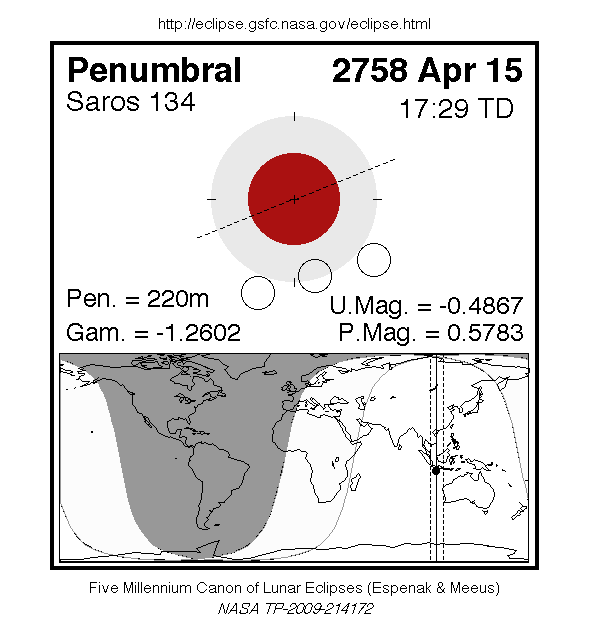 http://eclipse.gsfc.nasa.gov/eclipse.html
Penumbral 2758 Apr 15
Saros 134 17:29 TD
Pen. = 220m U.Mag. = -0.4867
Gam. = -1.2602 P.Mag. = 0.5783
Five Millennium Canon of Lunar Eclipses (Espenak & Meeus)
NASA TP-2009-214172